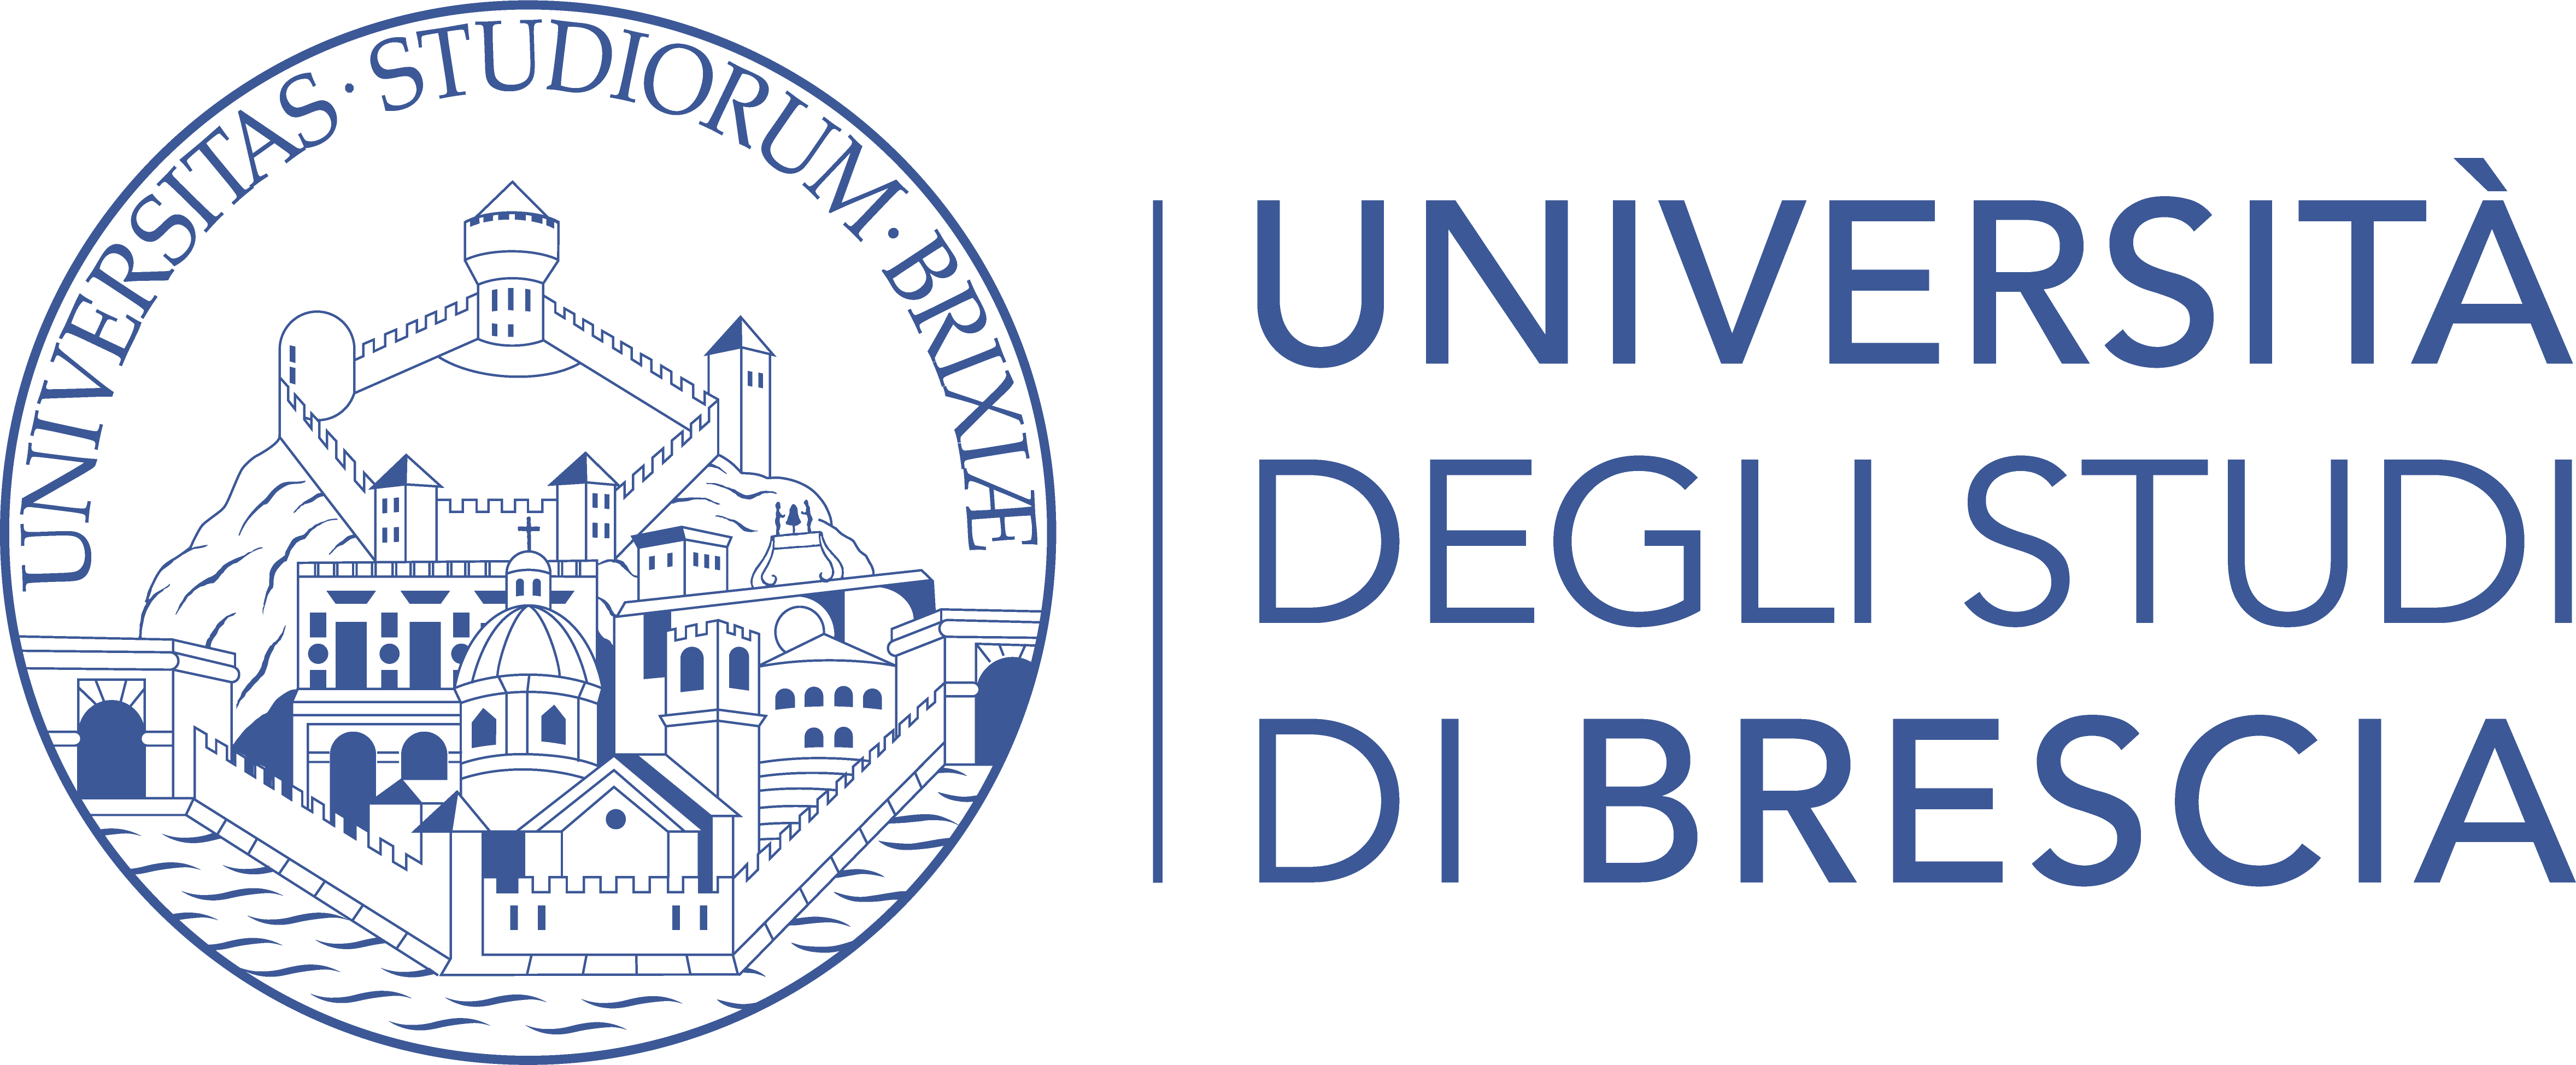 UNIVERSITAS · STUDIORUM · BRIXIÆ
UNIVERSITÀ
DEGLI STUDI
DI BRESCIA